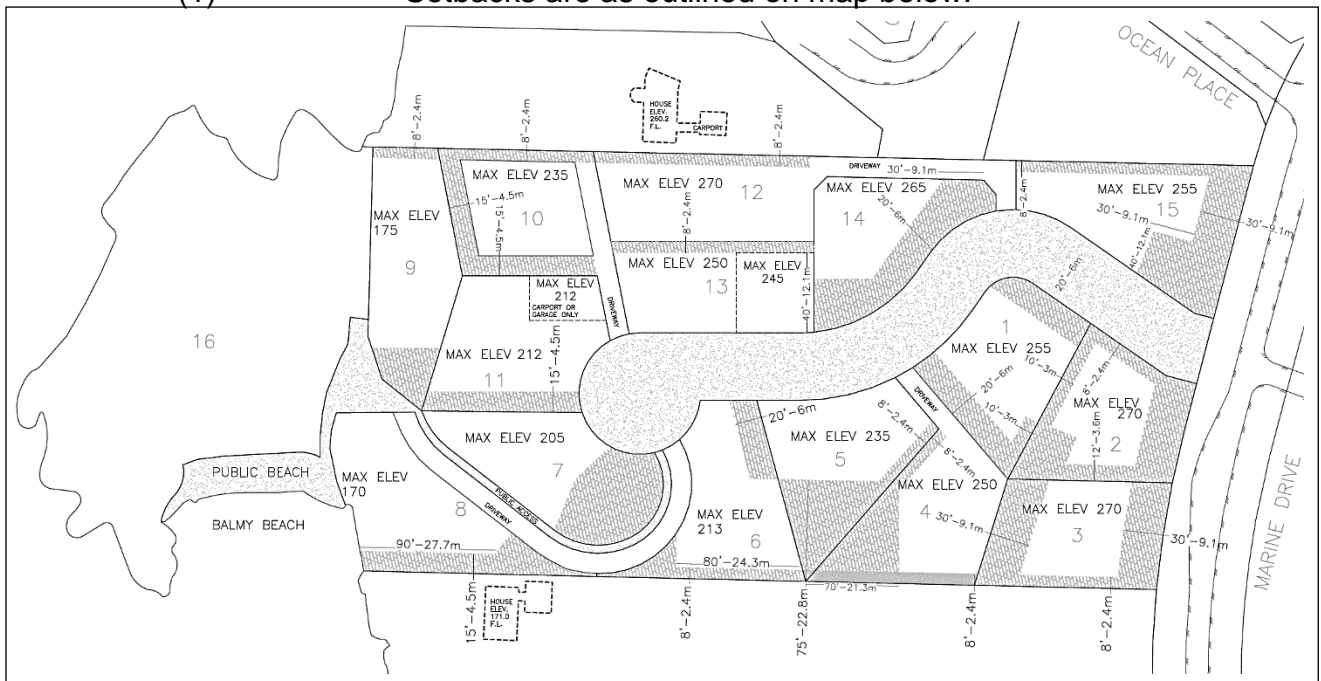 (1) Setbacks are as outlined on map below:
OCEAN PLACE
HOUSE
ELEV.
260.2
F.L.
CARPORT
8'-2.4m
8'-2.4m
8'-2.4m
DRIVEWAY
30'-9.1m
MAX ELEV 235
15'-4.5m
15'-4.5m
10
MAX ELEV 270
12
8'-2.4m
MAX ELEV 265
14
20'-6m
8'-2.4m
MAX ELEV 255
15
30'-9.1m
30'-9.1m
40'-12.1m
MAX ELEV
175
9
MAX ELEV 250
13
MAX ELEV
245
40'-12.1m
MAX ELEV
212
CARPORT OR
GARAGE ONLY
DRIVEWAY
20'-6m
16
MAX ELEV 212
15'-4.5m
11
1
MAX ELEV 255
10'-3m
20'-6m
10'-3m
8'-2.4m
MAX ELEV
270
2
12'-3.6m
DRIVEWAY
MAX ELEV 205
7
20'-6m
MAX ELEV 235
5
8'-2.4m
8'-2.4m
PUBLIC BEACH
BALMY BEACH
MAX ELEV
170
8
PUBLIC ACCESS
DRIVEWAY
90'-27.7m
MAX ELEV
213
6
80'-24.3m
MAX ELEV 250
4
30'-9.1m
MAX ELEV 270
3
30'-9.1m
MARINE DRIVE
HOUSE
ELEV.
171.0
F.L.
15'-4.5m
8'-2.4m
75'-22.8m
70'-21.3m
8'-2.4m
8'-2.4m